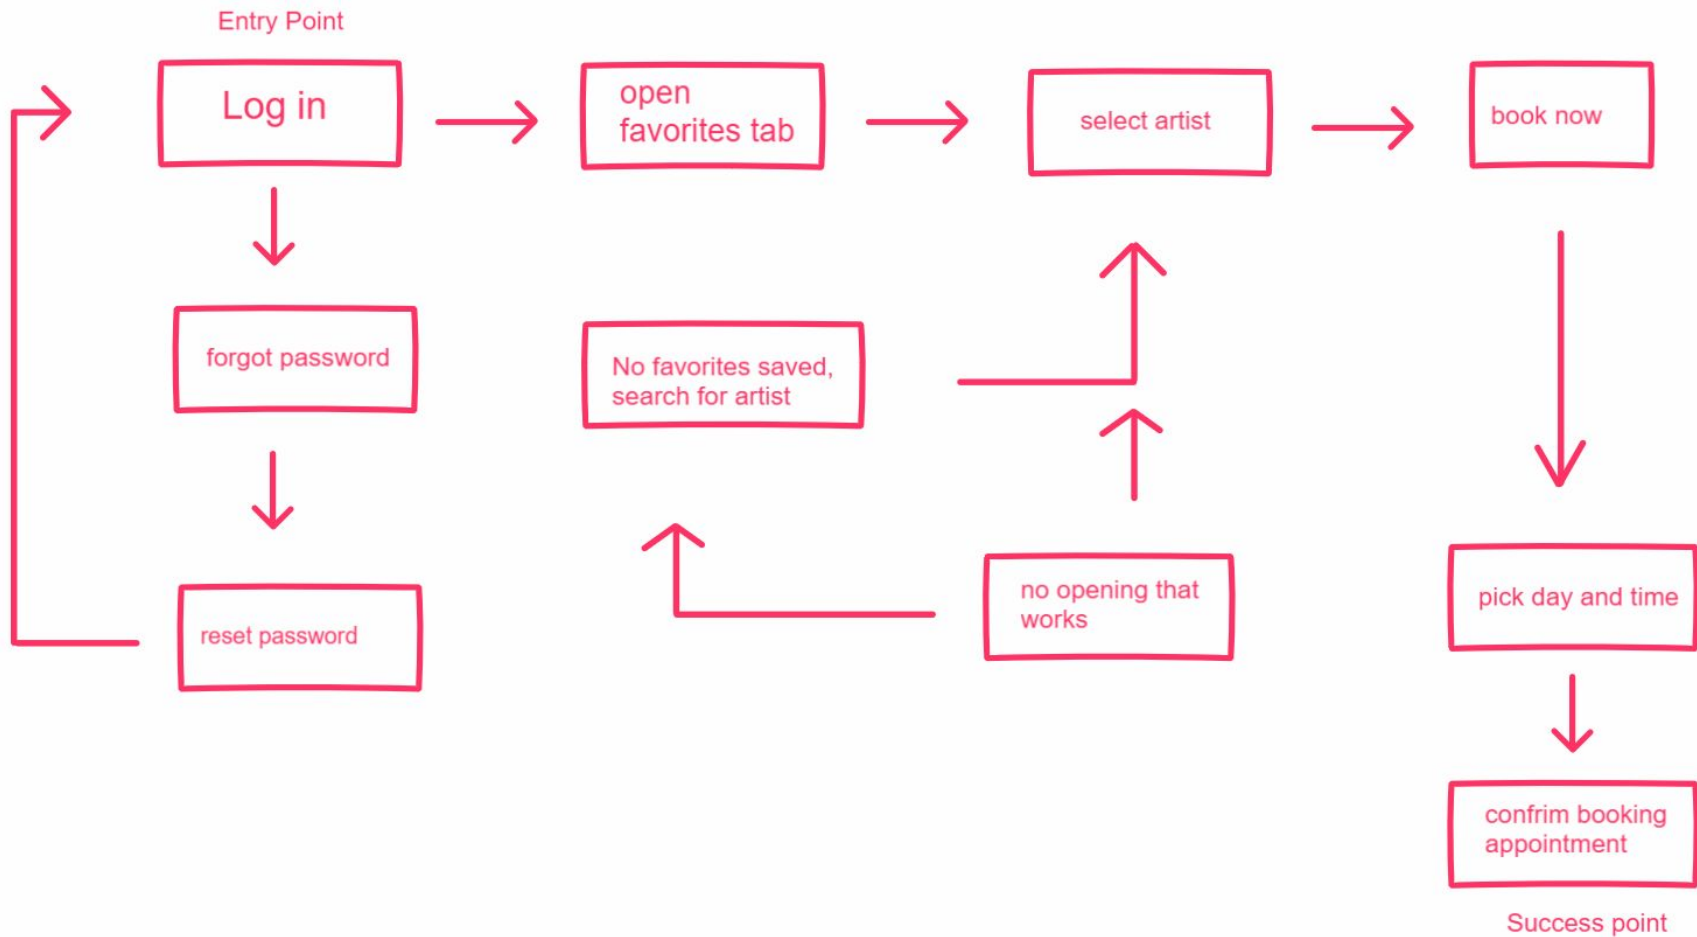 Entry Point
Log in
open
favorites tab
select artist
book now
forgot password
No favorites saved,
search for artist
reset password
no opening that
works
pick day and time
confrim booking
appointment
Success point